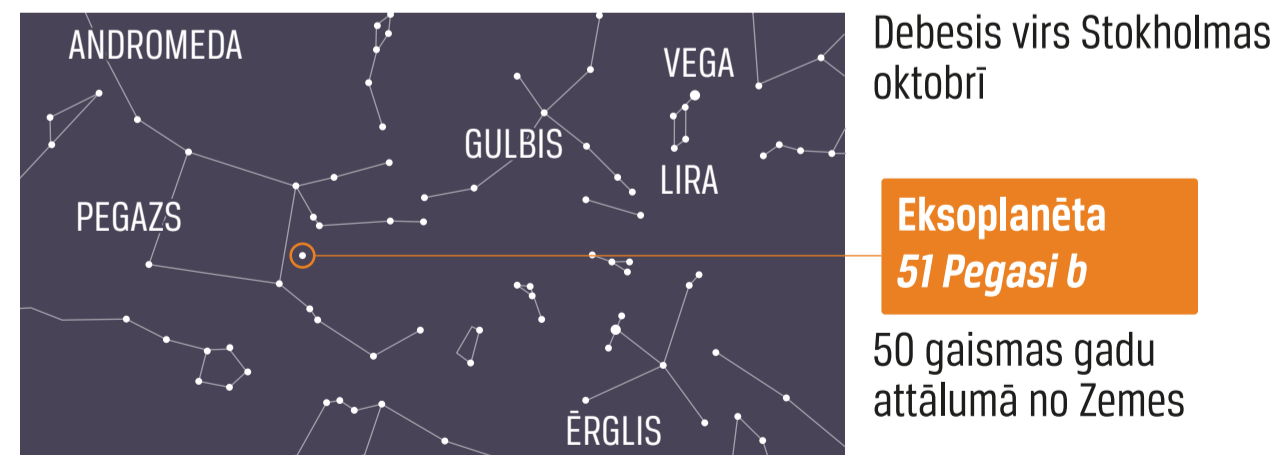 ANDROMEDA
VEGA
GULBIS
LIRA
PEGAZS
ĒRGLIS
Debesis virs Stokholmas
oktobrī
Eksoplanēta
51 Pegasi b
50 gaismas gadu
attālumā no Zemes